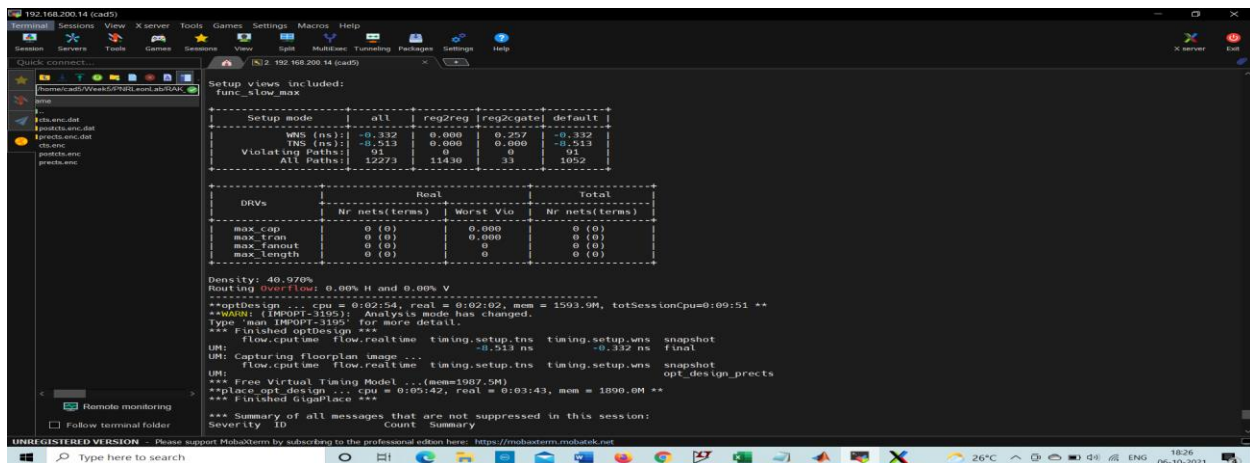 192.168.200.14 (cad5)
Terminal Sessions View X server Tools Games Settings Macros Help
Session Servers Tools Games Sessions View Split MultiExec Tunneling Packages Settings Help X server Exit
Quick connect...
2. 192.168.200.14 (cad5)
/home/cad5/Week5/PNRLeonLab/RAK_
ame
..
cts.enc.dat
postcts.enc.dat
prects.enc.dat
cts.enc
postcts.enc
prects.enc
Remote monitoring
Follow terminal folder
Setup views included:
func_slow_max
| Setup mode | all | reg2reg |reg2cgate| default |
| WNS (ns):| -0.332 | 0.000 | 0.257 | -0.332 |
| TNS (ns):| -8.513 | 0.000 | 0.000 | -8.513 |
| Violating Paths:| 91 | 0 | 0 | 91 |
| All Paths:| 12273 | 11430 | 33 | 1052 |
| DRVs | Real | Total |
| Nr nets(terms) | Worst Vio | Nr nets(terms) |
| max_cap | 0 (0) | 0.000 | 0 (0) |
| max_tran | 0 (0) | 0.000 | 0 (0) |
| max_fanout | 0 (0) | 0 | 0 (0) |
| max_length | 0 (0) | 0 | 0 (0) |
Density: 40.970%
Routing Overflow: 0.00% H and 0.00% V
**optDesign ... cpu = 0:02:54, real = 0:02:02, mem = 1593.9M, totSessionCpu=0:09:51 **
**WARN: (IMPOPT-3195): Analysis mode has changed.
Type 'man IMPOPT-3195' for more detail.
*** Finished optDesign ***
flow.cputime flow.realtime timing.setup.tns timing.setup.wns snapshot
UM: -8.513 ns -0.332 ns final
UM: Capturing floorplan image ...
flow.cputime flow.realtime timing.setup.tns timing.setup.wns snapshot
UM: opt_design_prects
*** Free Virtual Timing Model ...(mem=1987.5M)
**place_opt_design ... cpu = 0:05:42, real = 0:03:43, mem = 1890.0M **
*** Finished GigaPlace ***
*** Summary of all messages that are not suppressed in this session:
Severity ID Count Summary
UNREGISTERED VERSION - Please support MobaXterm by subscribing to the professional edition here: https://mobaxterm.mobatek.net
Type here to search
26°C ENG 18:26
06-10-2021